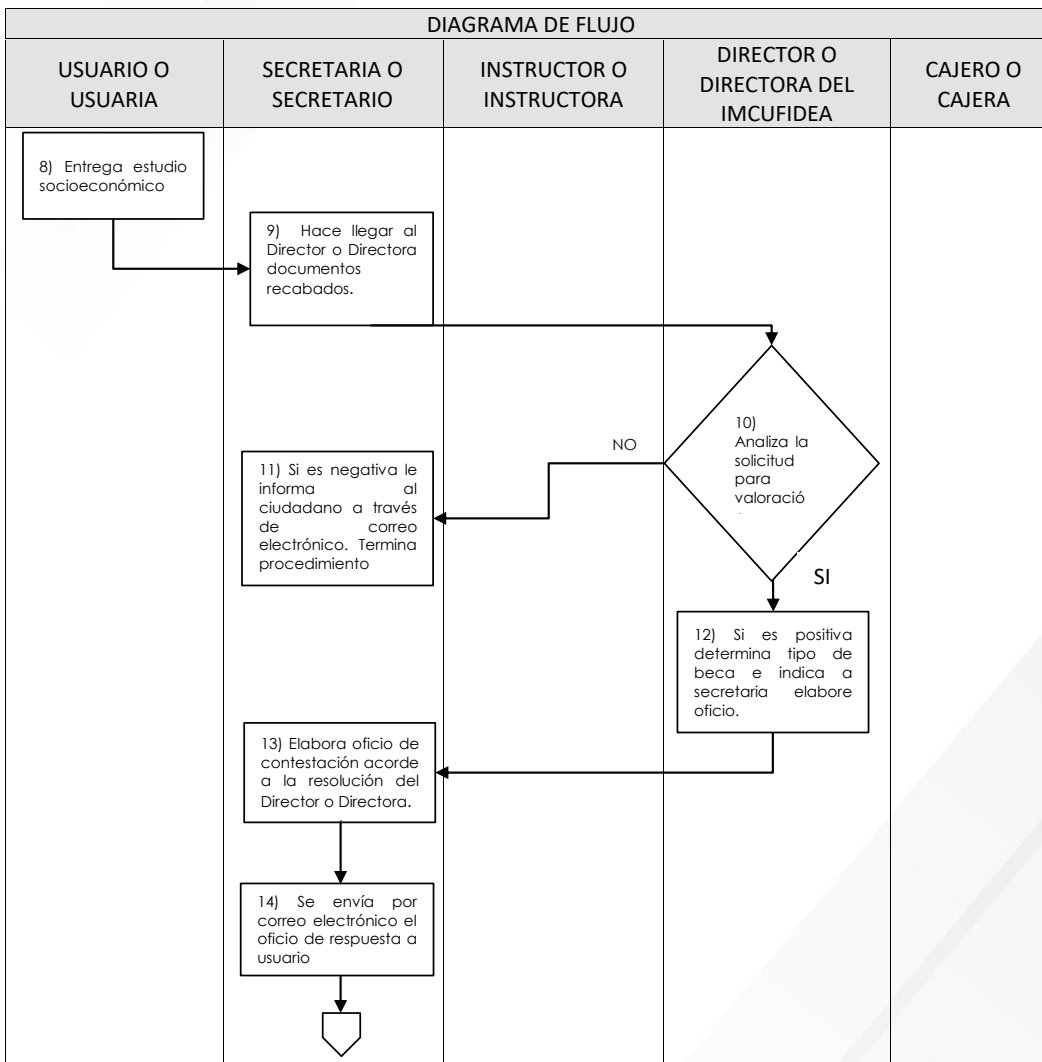 DIAGRAMA DE FLUJO
USUARIO O
USUARIA
SECRETARIA O
SECRETARIO
INSTRUCTOR O
INSTRUCTORA
DIRECTOR O
DIRECTORA DEL
IMCUFIDEA
CAJERO O
CAJERA
8) Entrega estudio
socioeconómico
9) Hace llegar al
Director o Directora
documentos
recabados.
10)
Analiza la
solicitud
para
valoració
NO
11) Si es negativa le
informa al
ciudadano a través
de correo
electrónico. Termina
procedimiento
SI
12) Si es positiva
determina tipo de
beca e indica a
secretaria elabore
oficio.
13) Elabora oficio de
contestación acorde
a la resolución del
Director o Directora.
14) Se envía por
correo electrónico el
oficio de respuesta a
usuario